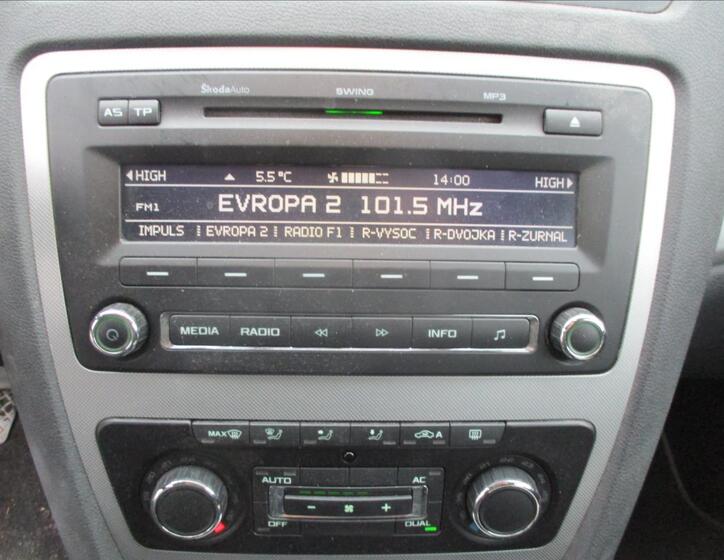 ŠkodaAuto SWING MP3
AS TP
HIGH 5.5°C 14:00 HIGH
FM1 EVROPA 2 101.5 MHz
IMPULS EVROPA 2 RADIO F1 R-VYSOC R-DVOJKA R-ZURNAL
MEDIA RADIO INFO
MAX A
AUTO AC
- +
OFF DUAL